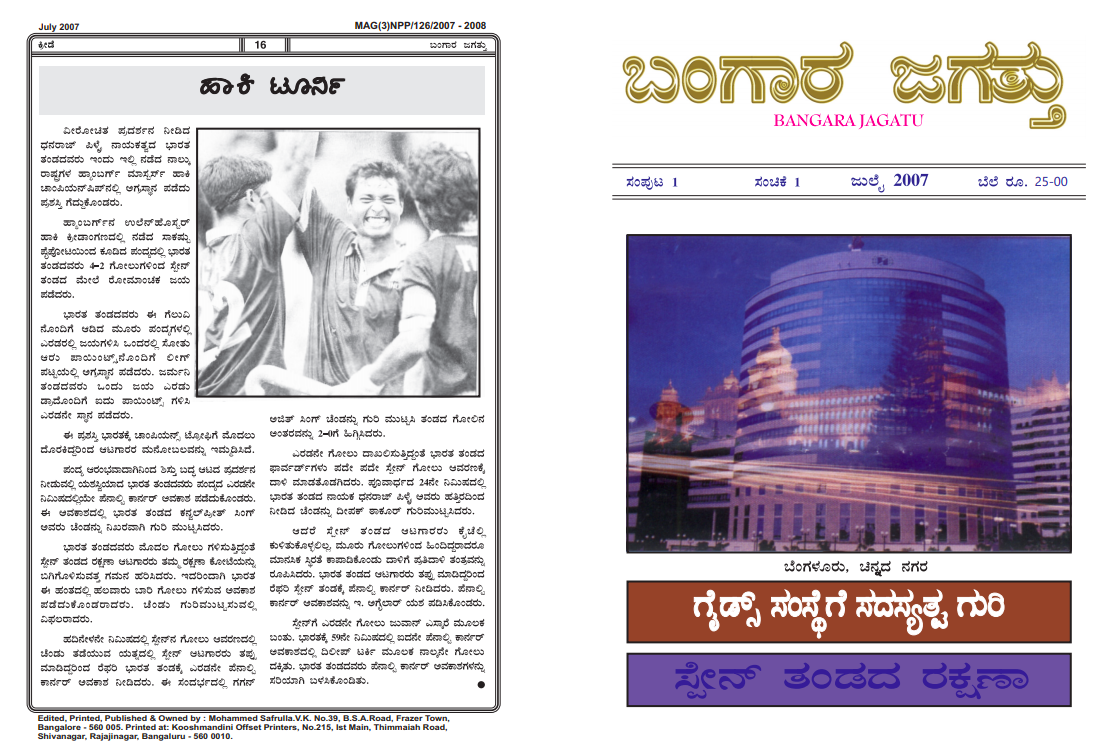 July 2007
MAG(3)NPP/126/2007 - 2008
ಕ್ರೀಡೆ
16
ಬಂಗಾರ ಜಗತ್ತು
ಹಾಕಿ ಟೂರ್ನಿ
ವೀರೋಚಿತ ಪ್ರದರ್ಶನ ನೀಡಿದ
ಧನರಾಜ್ ಪಿಳ್ಳೈ ನಾಯಕತ್ವದ ಭಾರತ
ತಂಡದವರು ಇಂದು ಇಲ್ಲಿ ನಡೆದ ನಾಲ್ಕು
ರಾಷ್ಟ್ರಗಳ ಹ್ಯಾಂಬರ್ಗ್ ಮಾಸ್ಟರ್ಸ್ ಹಾಕಿ
ಚಾಂಪಿಯನ್‌ಷಿಪ್‌ನಲ್ಲಿ ಅಗ್ರಸ್ಥಾನ ಪಡೆದು
ಪ್ರಶಸ್ತಿ ಗೆದ್ದುಕೊಂಡರು.
ಹ್ಯಾಂಬರ್ಗ್‌ನ ಉಲೆನ್‌ಹೊಸ್ಟರ್
ಹಾಕಿ ಕ್ರೀಡಾಂಗಣದಲ್ಲಿ ನಡೆದ ಸಾಕಷ್ಟು
ಪೈಪೋಟಿಯಿಂದ ಕೂಡಿದ ಪಂದ್ಯದಲ್ಲಿ ಭಾರತ
ತಂಡದವರು 4–2 ಗೋಲುಗಳಿಂದ ಸ್ಪೇನ್
ತಂಡದ ಮೇಲೆ ರೋಮಾಂಚಕ ಜಯ
ಪಡೆದರು.
ಭಾರತ ತಂಡದವರು ಈ ಗೆಲುವಿ
ನೊಂದಿಗೆ ಆಡಿದ ಮೂರು ಪಂದ್ಯಗಳಲ್ಲಿ
ಎರಡರಲ್ಲಿ ಜಯಗಳಿಸಿ ಒಂದರಲ್ಲಿ ಸೋತು
ಆರು ಪಾಯಿಂಟ್ಸ್‌ನೊಂದಿಗೆ ಲೀಗ್
ಪಟ್ಟಿಯಲ್ಲಿ ಅಗ್ರಸ್ಥಾನ ಪಡೆದರು. ಜರ್ಮನಿ
ತಂಡದವರು ಒಂದು ಜಯ ಎರಡು
ಡ್ರಾದೊಂದಿಗೆ ಐದು ಪಾಯಿಂಟ್ಸ್ ಗಳಿಸಿ
ಎರಡನೇ ಸ್ಥಾನ ಪಡೆದರು.
ಈ ಪ್ರಶಸ್ತಿ ಭಾರತಕ್ಕೆ ಚಾಂಪಿಯನ್ಸ್ ಟ್ರೋಫಿಗೆ ಮೊದಲು
ದೊರಕಿದ್ದರಿಂದ ಆಟಗಾರರ ಮನೋಬಲವನ್ನು ಇಮ್ಮಡಿಸಿದೆ.
ಪಂದ್ಯ ಆರಂಭವಾದಾಗಿನಿಂದ ಶಿಸ್ತು ಬದ್ಧ ಆಟದ ಪ್ರದರ್ಶನ
ನೀಡುವಲ್ಲಿ ಯಶಸ್ವಿಯಾದ ಭಾರತ ತಂಡದವರು ಪಂದ್ಯದ ಎರಡನೇ
ನಿಮಿಷದಲ್ಲಿಯೇ ಪೆನಾಲ್ಟಿ ಕಾರ್ನರ್ ಅವಕಾಶ ಪಡೆದುಕೊಂಡರು.
ಈ ಅವಕಾಶದಲ್ಲಿ ಭಾರತ ತಂಡದ ಕನ್ವಲ್‌ಪ್ರೀತ್ ಸಿಂಗ್
ಅವರು ಚೆಂಡನ್ನು ನಿಖರವಾಗಿ ಗುರಿ ಮುಟ್ಟಿಸಿದರು.
ಭಾರತ ತಂಡದವರು ಮೊದಲ ಗೋಲು ಗಳಿಸುತ್ತಿದ್ದಂತೆ
ಸ್ಪೇನ್ ತಂಡದ ರಕ್ಷಣಾ ಆಟಗಾರರು ತಮ್ಮ ರಕ್ಷಣಾ ಕೋಟೆಯನ್ನು
ಬಿಗಿಗೊಳಿಸುವತ್ತ ಗಮನ ಹರಿಸಿದರು. ಇದರಿಂದಾಗಿ ಭಾರತ
ಈ ಹಂತದಲ್ಲಿ ಹಲವಾರು ಬಾರಿ ಗೋಲು ಗಳಿಸುವ ಅವಕಾಶ
ಪಡೆದುಕೊಂಡರಾದರು. ಚೆಂಡು ಗುರಿಮುಟ್ಟಿಸುವಲ್ಲಿ
ವಿಫಲರಾದರು.
ಹದಿನೇಳನೇ ನಿಮಿಷದಲ್ಲಿ ಸ್ಪೇನ್‌ನ ಗೋಲು ಆವರಣದಲ್ಲಿ
ಚೆಂಡು ತಡೆಯುವ ಯತ್ನದಲ್ಲಿ ಸ್ಪೇನ್ ಆಟಗಾರರು ತಪ್ಪು
ಮಾಡಿದ್ದರಿಂದ ರೆಫರಿ ಭಾರತ ತಂಡಕ್ಕೆ ಎರಡನೇ ಪೆನಾಲ್ಟಿ
ಕಾರ್ನರ್ ಅವಕಾಶ ನೀಡಿದರು. ಈ ಸಂದರ್ಭದಲ್ಲಿ ಗಗನ್
ಅಜಿತ್ ಸಿಂಗ್ ಚೆಂಡನ್ನು ಗುರಿ ಮುಟ್ಟಿಸಿ ತಂಡದ ಗೋಲಿನ
ಅಂತರವನ್ನು 2–0ಗೆ ಹಿಗ್ಗಿಸಿದರು.
ಎರಡನೇ ಗೋಲು ದಾಖಲಿಸುತ್ತಿದ್ದಂತೆ ಭಾರತ ತಂಡದ
ಫಾರ್ವರ್ಡ್‌ಗಳು ಪದೇ ಪದೇ ಸ್ಪೇನ್ ಗೋಲು ಆವರಣಕ್ಕೆ
ದಾಳಿ ಮಾಡತೊಡಗಿದರು. ಪೂರ್ವಾರ್ಧದ 24ನೇ ನಿಮಿಷದಲ್ಲಿ
ಭಾರತ ತಂಡದ ನಾಯಕ ಧನರಾಜ್ ಪಿಳ್ಳೈ ಅವರು ಹತ್ತಿರದಿಂದ
ನೀಡಿದ ಚೆಂಡನ್ನು ದೀಪಕ್ ಠಾಕೂರ್ ಗುರಿಮುಟ್ಟಿಸಿದರು.
ಆದರೆ ಸ್ಪೇನ್ ತಂಡದ ಆಟಗಾರರು ಕೈಚೆಲ್ಲಿ
ಕುಳಿತುಕೊಳ್ಳಲಿಲ್ಲ. ಮೂರು ಗೋಲುಗಳಿಂದ ಹಿಂದಿದ್ದರಾದರೂ
ಮಾನಸಿಕ ಸ್ಥಿರತೆ ಕಾಪಾಡಿಕೊಂಡು ದಾಳಿಗೆ ಪ್ರತಿದಾಳಿ ತಂತ್ರವನ್ನು
ರೂಪಿಸಿದರು. ಭಾರತ ತಂಡದ ಆಟಗಾರರು ತಪ್ಪು ಮಾಡಿದ್ದರಿಂದ
ರೆಫರಿ ಸ್ಪೇನ್ ತಂಡಕ್ಕೆ ಪೆನಾಲ್ಟಿ ಕಾರ್ನರ್ ನೀಡಿದರು. ಪೆನಾಲ್ಟಿ
ಕಾರ್ನರ್ ಅವಕಾಶವನ್ನು ಇ. ಅಗ್ವೆಲಾರ್ ಯಶ ಪಡಿಸಿಕೊಂಡರು.
ಸ್ಪೇನ್‌ಗೆ ಎರಡನೇ ಗೋಲು ಜುವಾನ್ ಎಸ್ಕಾರೆ ಮೂಲಕ
ಬಂತು. ಭಾರತಕ್ಕೆ 59ನೇ ನಿಮಿಷದಲ್ಲಿ ಐದನೇ ಪೆನಾಲ್ಟಿ ಕಾರ್ನರ್
ಅವಕಾಶದಲ್ಲಿ ದಿಲೀಪ್ ಟರ್ಕಿ ಮೂಲಕ ನಾಲ್ಕನೇ ಗೋಲು
ದಕ್ಕಿತು. ಭಾರತ ತಂಡದವರು ಪೆನಾಲ್ಟಿ ಕಾರ್ನರ್ ಅವಕಾಶಗಳನ್ನು
ಸರಿಯಾಗಿ ಬಳಸಿಕೊಂಡಿತು.
Edited, Printed, Published & Owned by : Mohammed Safrulla.V.K. No.39, B.S.A.Road, Frazer Town,
Bangalore - 560 005. Printed at: Kooshmandini Offset Printers, No.215, Ist Main, Thimmaiah Road,
Shivanagar, Rajajinagar, Bangaluru - 560 0010.
ಬಂಗಾರ ಜಗತ್ತು
BANGARA JAGATU
ಸಂಪುಟ 1
ಸಂಚಿಕೆ 1
ಜುಲೈ 2007
ಬೆಲೆ ರೂ. 25-00
ಬೆಂಗಳೂರು, ಚಿನ್ನದ ನಗರ
ಗೈಡ್ಸ್ ಸಂಸ್ಥೆಗೆ ಸದಸ್ಯತ್ವ ಗುರಿ
ಸ್ಪೇನ್ ತಂಡದ ರಕ್ಷಣಾ